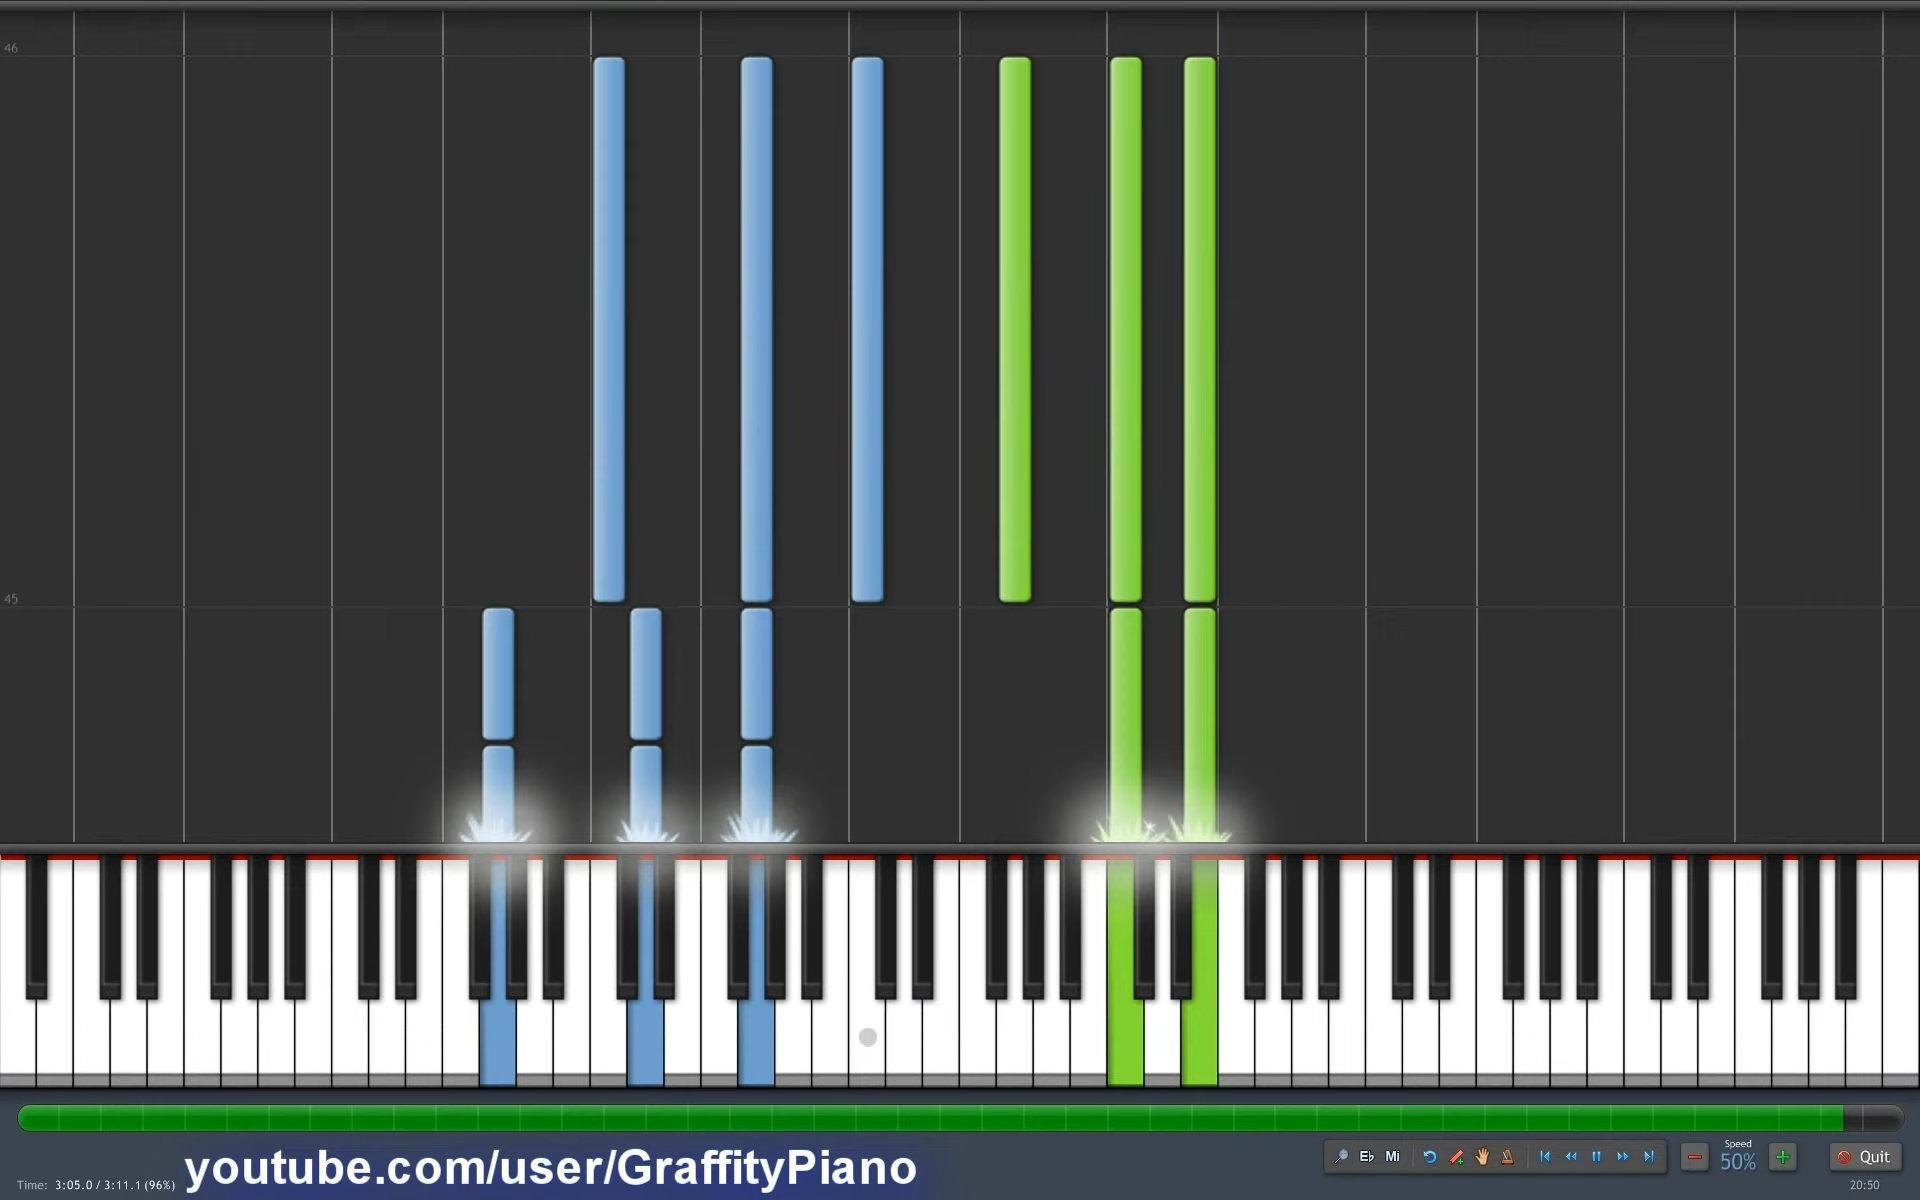 46
45
Eb Mi
Speed
50%
Quit
youtube.com/user/GraffityPiano
Time: 3:05.0 / 3:11.1 (96%)
20:50